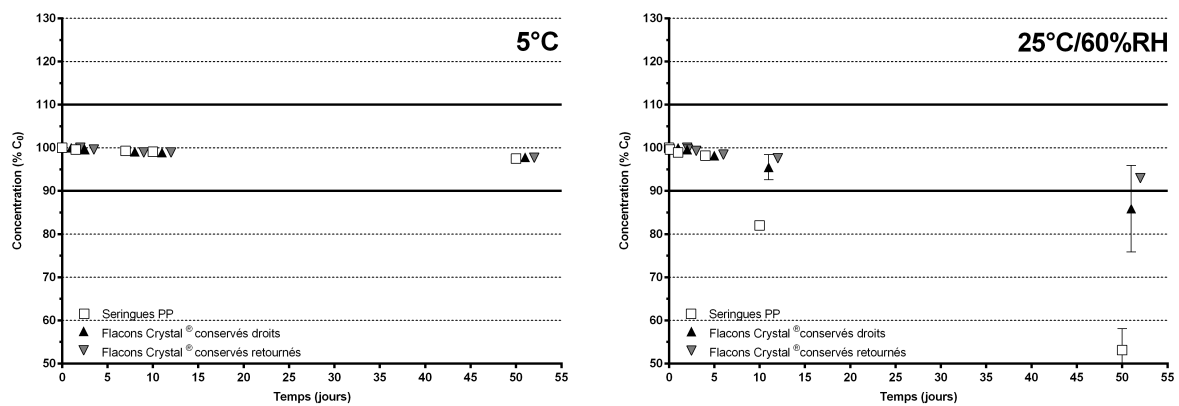 5°C
Concentration (% C0)
130
120
110
100
90
80
70
60
50
Seringues PP
Flacons Crystal ® conservés droits
Flacons Crystal ® conservés retournés
0 5 10 15 20 25 30 35 40 45 50 55
Temps (jours)
25°C/60%RH
Concentration (% C0)
130
120
110
100
90
80
70
60
50
Seringues PP
Flacons Crystal ®conservés droits
Flacons Crystal ®conservés retournés
0 5 10 15 20 25 30 35 40 45 50 55
Temps (jours)